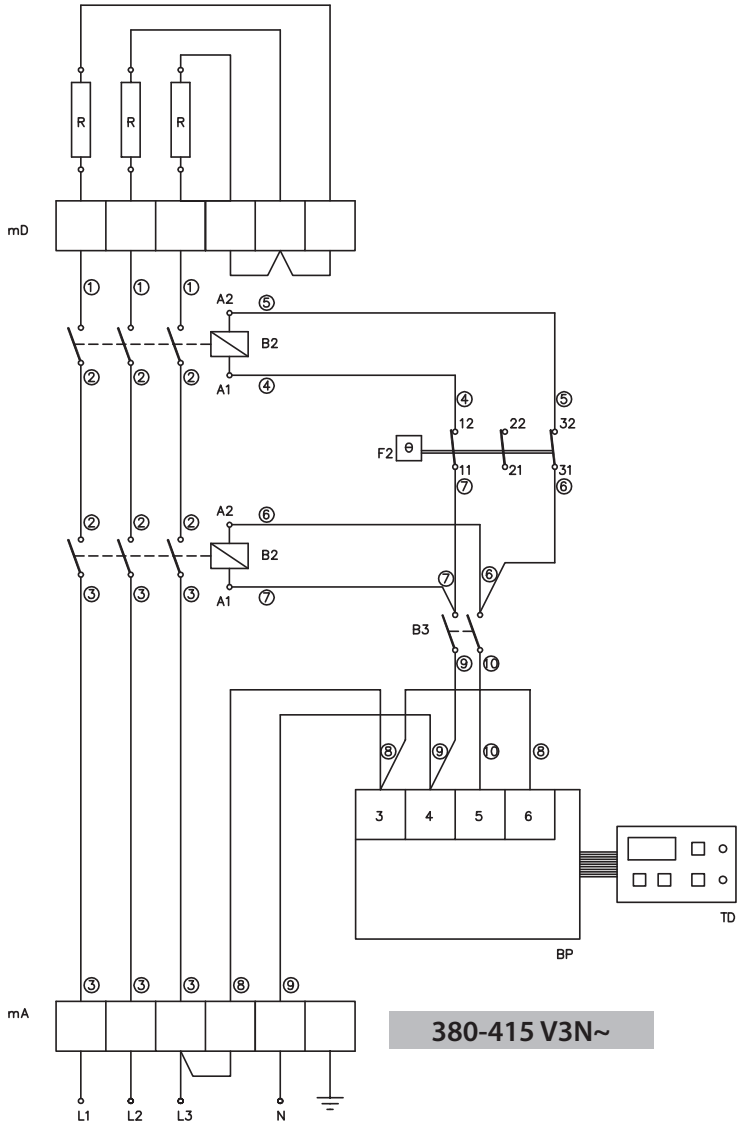 R R R
mD
① ① ①
A2 ⑤
B2
② ② ② A1 ④
④ ⑤
12 22 32
F2 θ
11 21 31
⑦ ⑥
② ② ② A2 ⑥
B2
③ ③ ③ A1 ⑦
⑦ ⑥
B3
⑨ ⑩
⑧ ⑨ ⑩ ⑧
3 4 5 6
TD
BP
③ ③ ③ ⑧ ⑨
mA
380-415 V3N~
L1 L2 L3 N